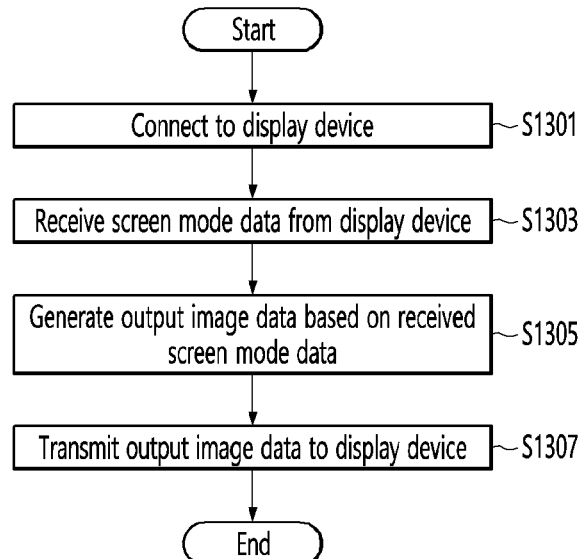 Start
Connect to display device
S1301
Receive screen mode data from display device
S1303
Generate output image data based on received
screen mode data
S1305
Transmit output image data to display device
S1307
End